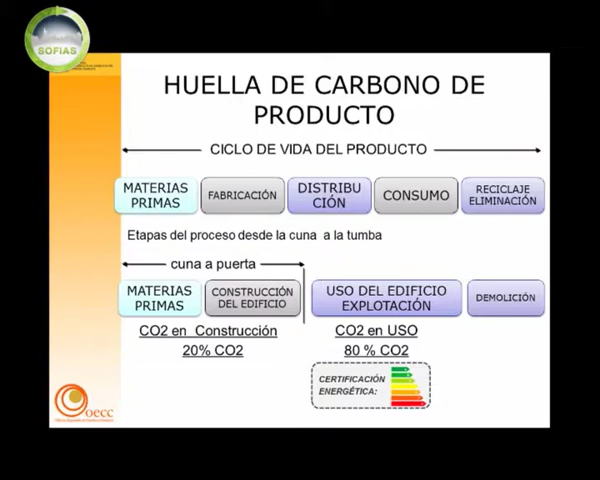 SOFIAS
HUELLA DE CARBONO DE
PRODUCTO
CICLO DE VIDA DEL PRODUCTO
MATERIAS
PRIMAS
FABRICACIÓN
DISTRIBU
CIÓN
CONSUMO
RECICLAJE
ELIMINACIÓN
Etapas del proceso desde la cuna a la tumba
cuna a puerta
MATERIAS
PRIMAS
CONSTRUCCIÓN
DEL EDIFICIO
USO DEL EDIFICIO
EXPLOTACIÓN
DEMOLICIÓN
CO2 en Construcción
20% CO2
CO2 en USO
80 % CO2
CERTIFICACIÓN
ENERGÉTICA:
oecc